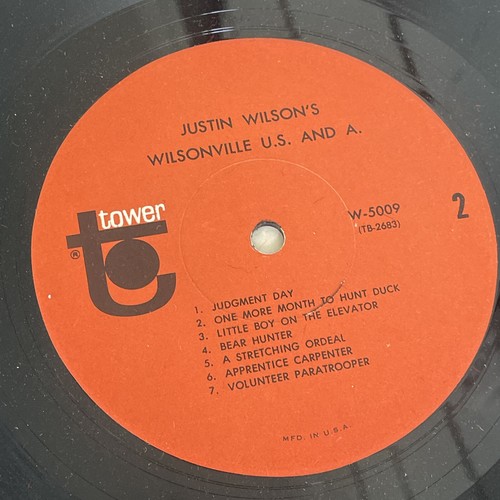 JUSTIN WILSON'S
WILSONVILLE U.S. AND A.
tower
®
t
W-5009
(TB-2683)
2
1. JUDGMENT DAY
2. ONE MORE MONTH TO HUNT DUCK
3. LITTLE BOY ON THE ELEVATOR
4. BEAR HUNTER
5. A STRETCHING ORDEAL
6. APPRENTICE CARPENTER
7. VOLUNTEER PARATROOPER
MFD. IN U.S.A.